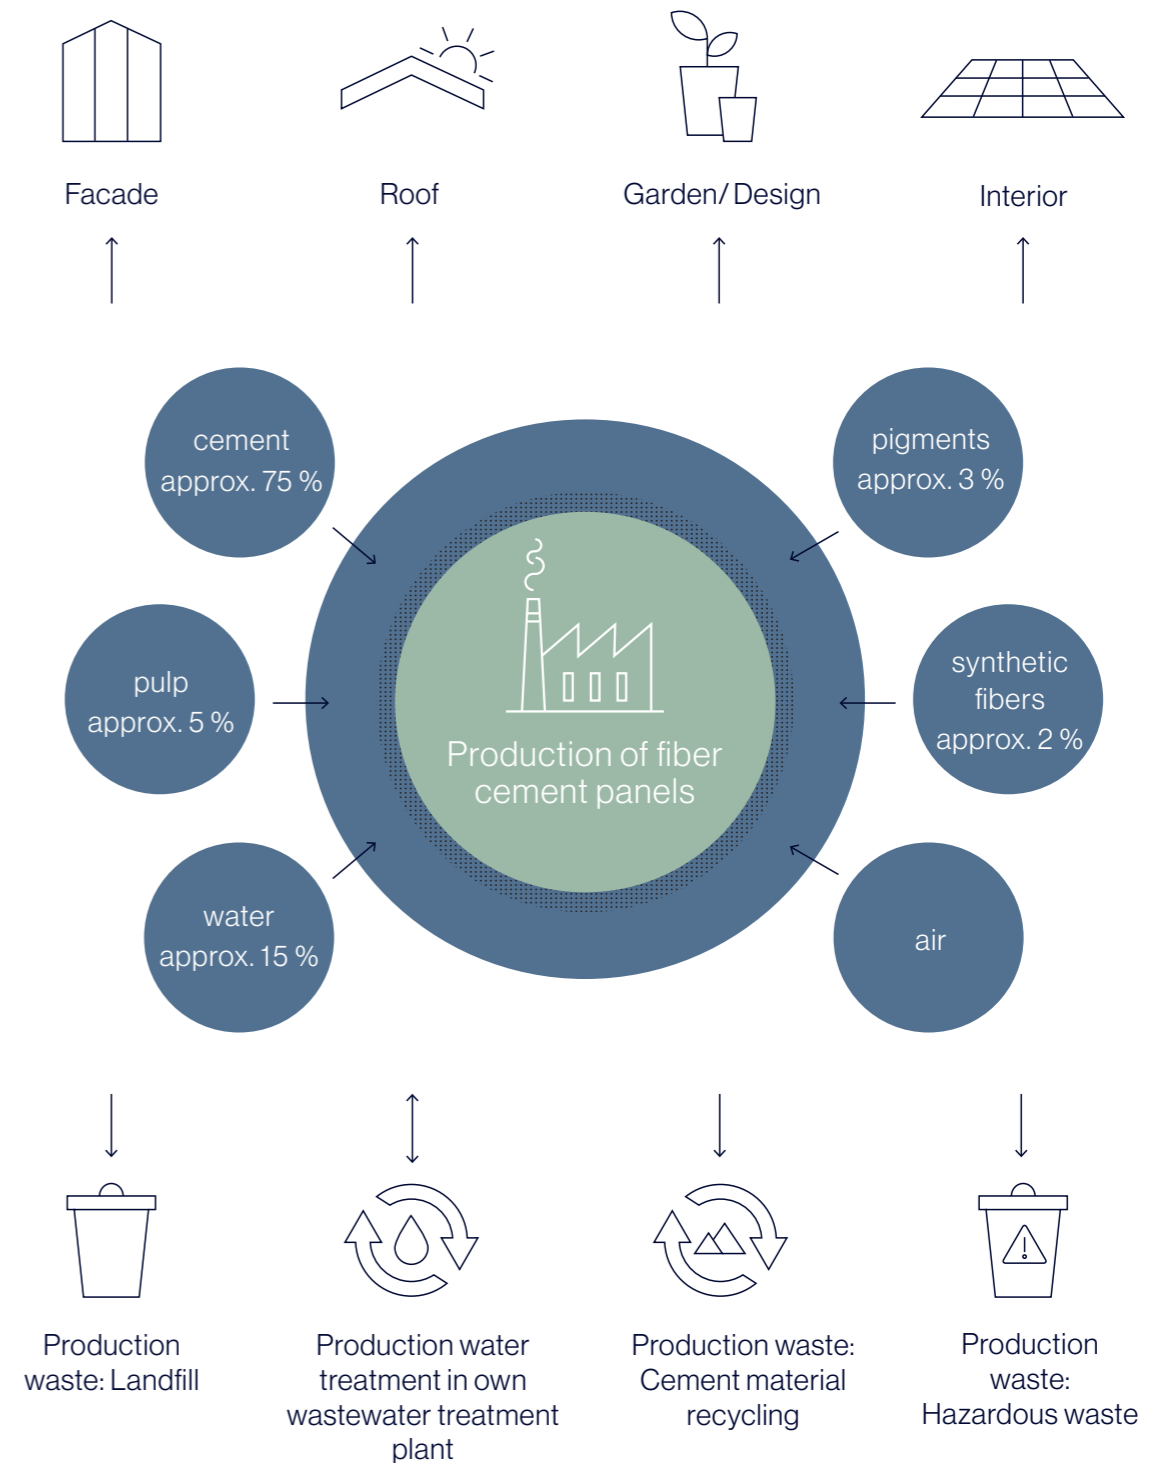 Facade
Roof
Garden/ Design
Interior
cement
approx. 75 %
pigments
approx. 3 %
pulp
approx. 5 %
synthetic
fibers
approx. 2 %
Production of fiber
cement panels
water
approx. 15 %
air
Production
waste: Landfill
Production water
treatment in own
wastewater treatment
plant
Production waste:
Cement material
recycling
Production
waste:
Hazardous waste